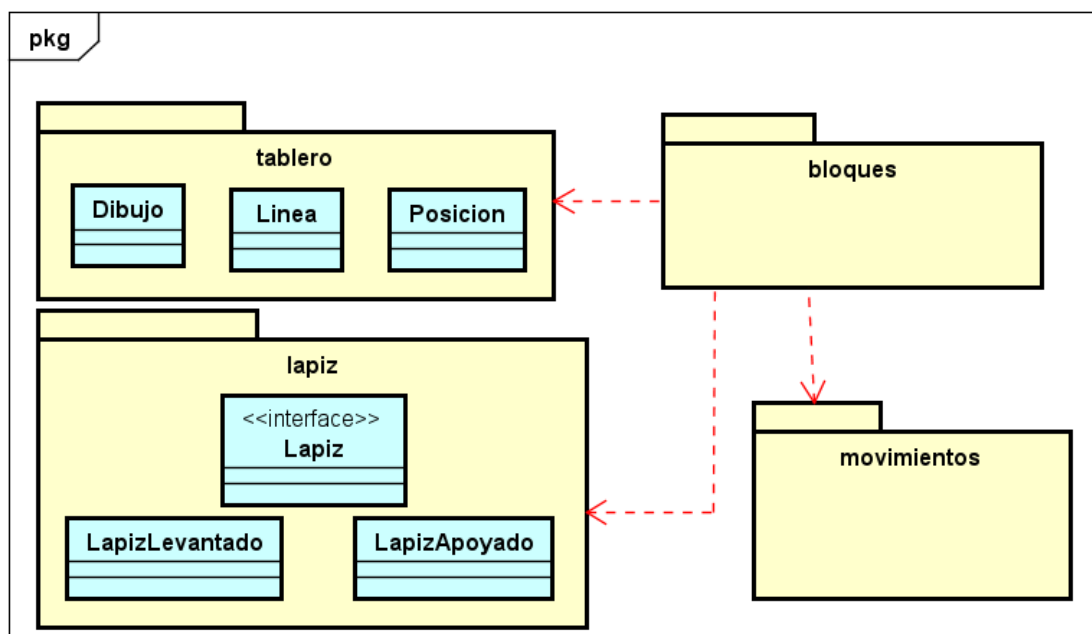 pkg
tablero
Dibujo
Linea
Posicion
bloques
lapiz
<<interface>>
Lapiz
LapizLevantado
LapizApoyado
movimientos